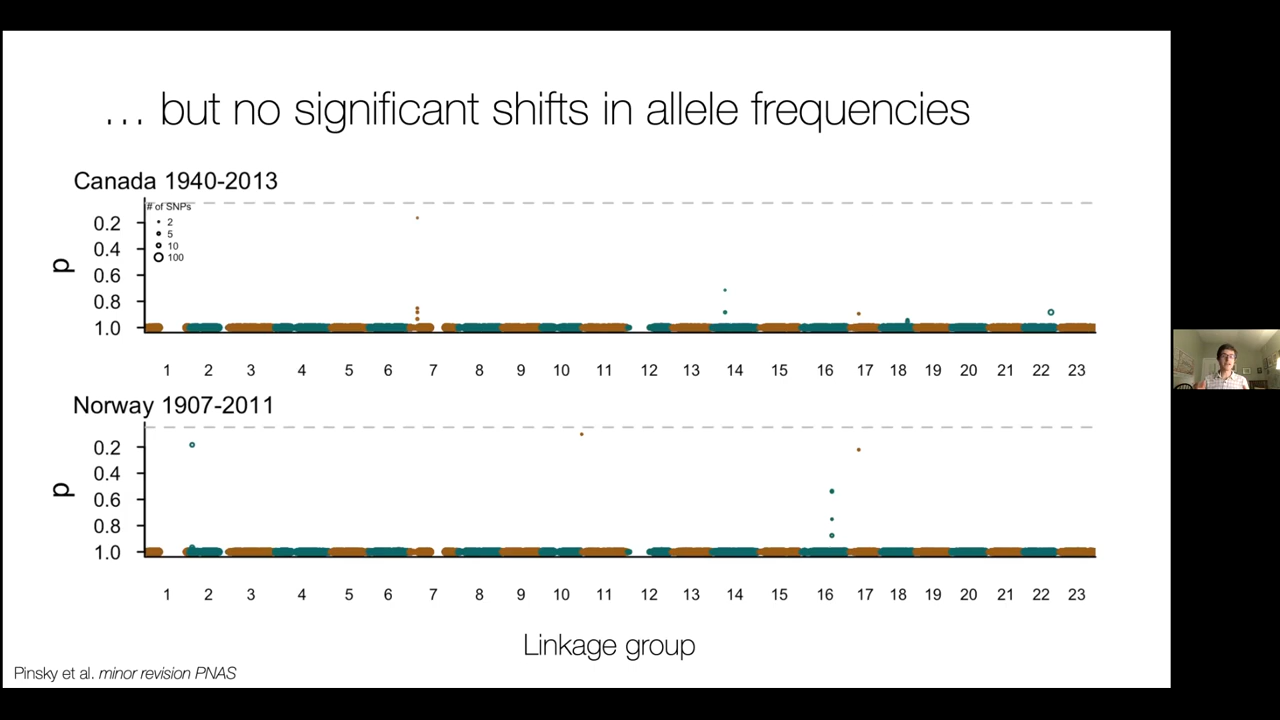 ... but no significant shifts in allele frequencies
Canada 1940-2013
# of SNPs
2
5
10
100
0.2
0.4
0.6
0.8
1.0
p
1 2 3 4 5 6 7 8 9 10 11 12 13 14 15 16 17 18 19 20 21 22 23
Norway 1907-2011
0.2
0.4
0.6
0.8
1.0
p
1 2 3 4 5 6 7 8 9 10 11 12 13 14 15 16 17 18 19 20 21 22 23
Linkage group
Pinsky et al. minor revision PNAS